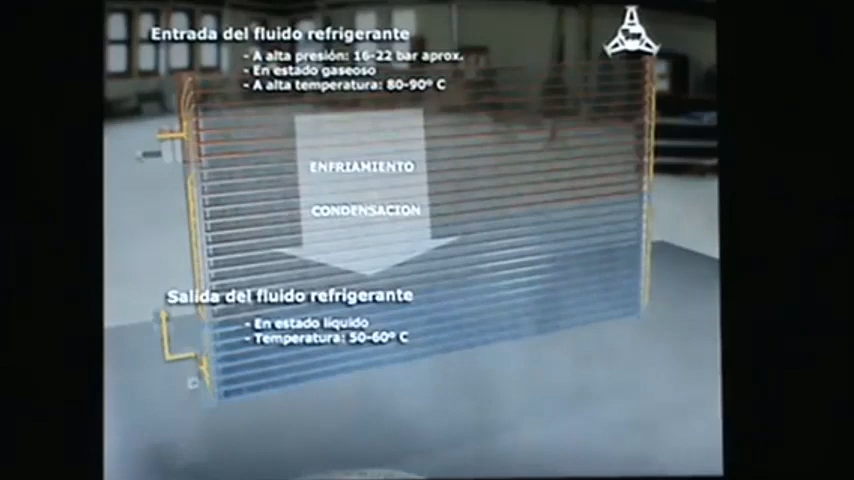 Entrada del fluido refrigerante
- A alta presión: 16-22 bar aprox.
- En estado gaseoso
- A alta temperatura: 80-90º C
ENFRIAMIENTO
CONDENSACION
Salida del fluido refrigerante
- En estado líquido
- Temperatura: 50-60º C